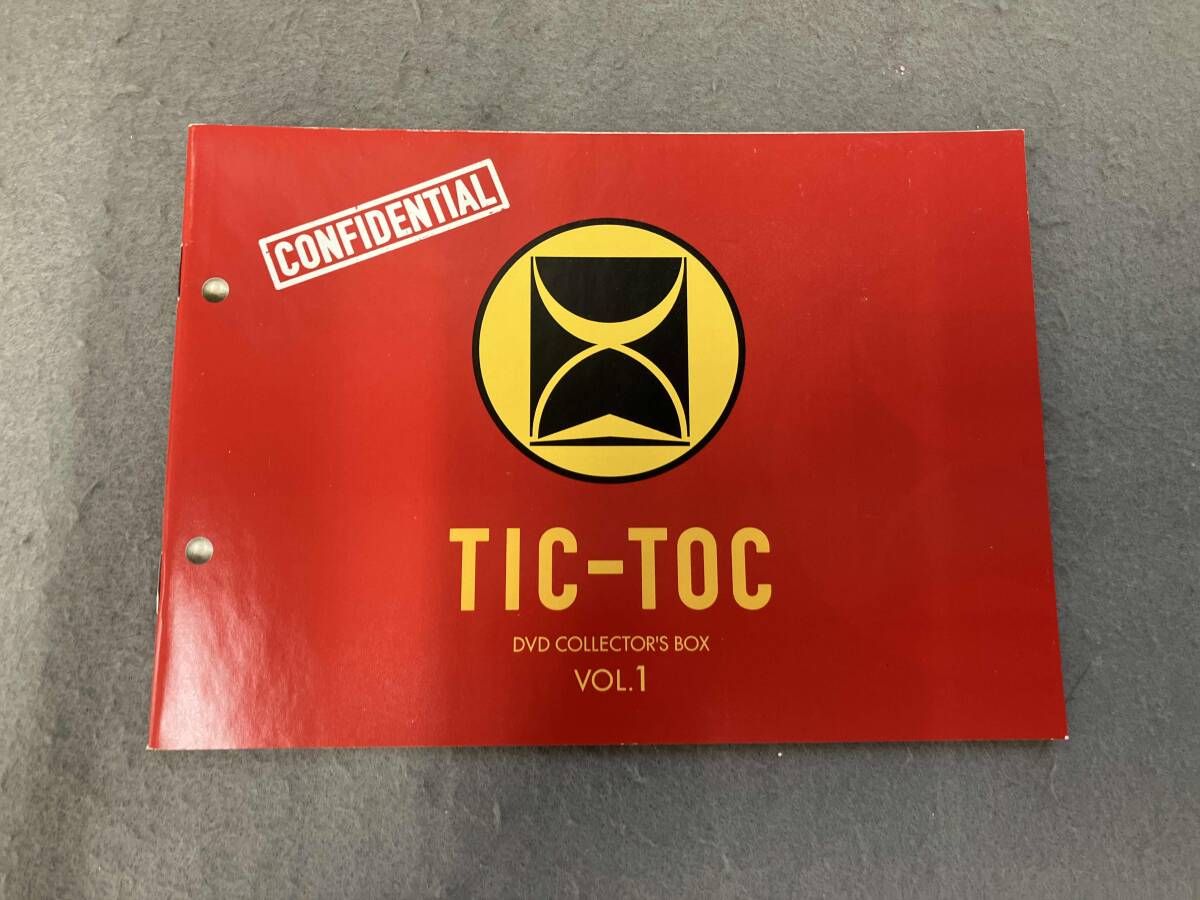 CONFIDENTIAL
TIC-TOC
DVD COLLECTOR'S BOX
VOL.1